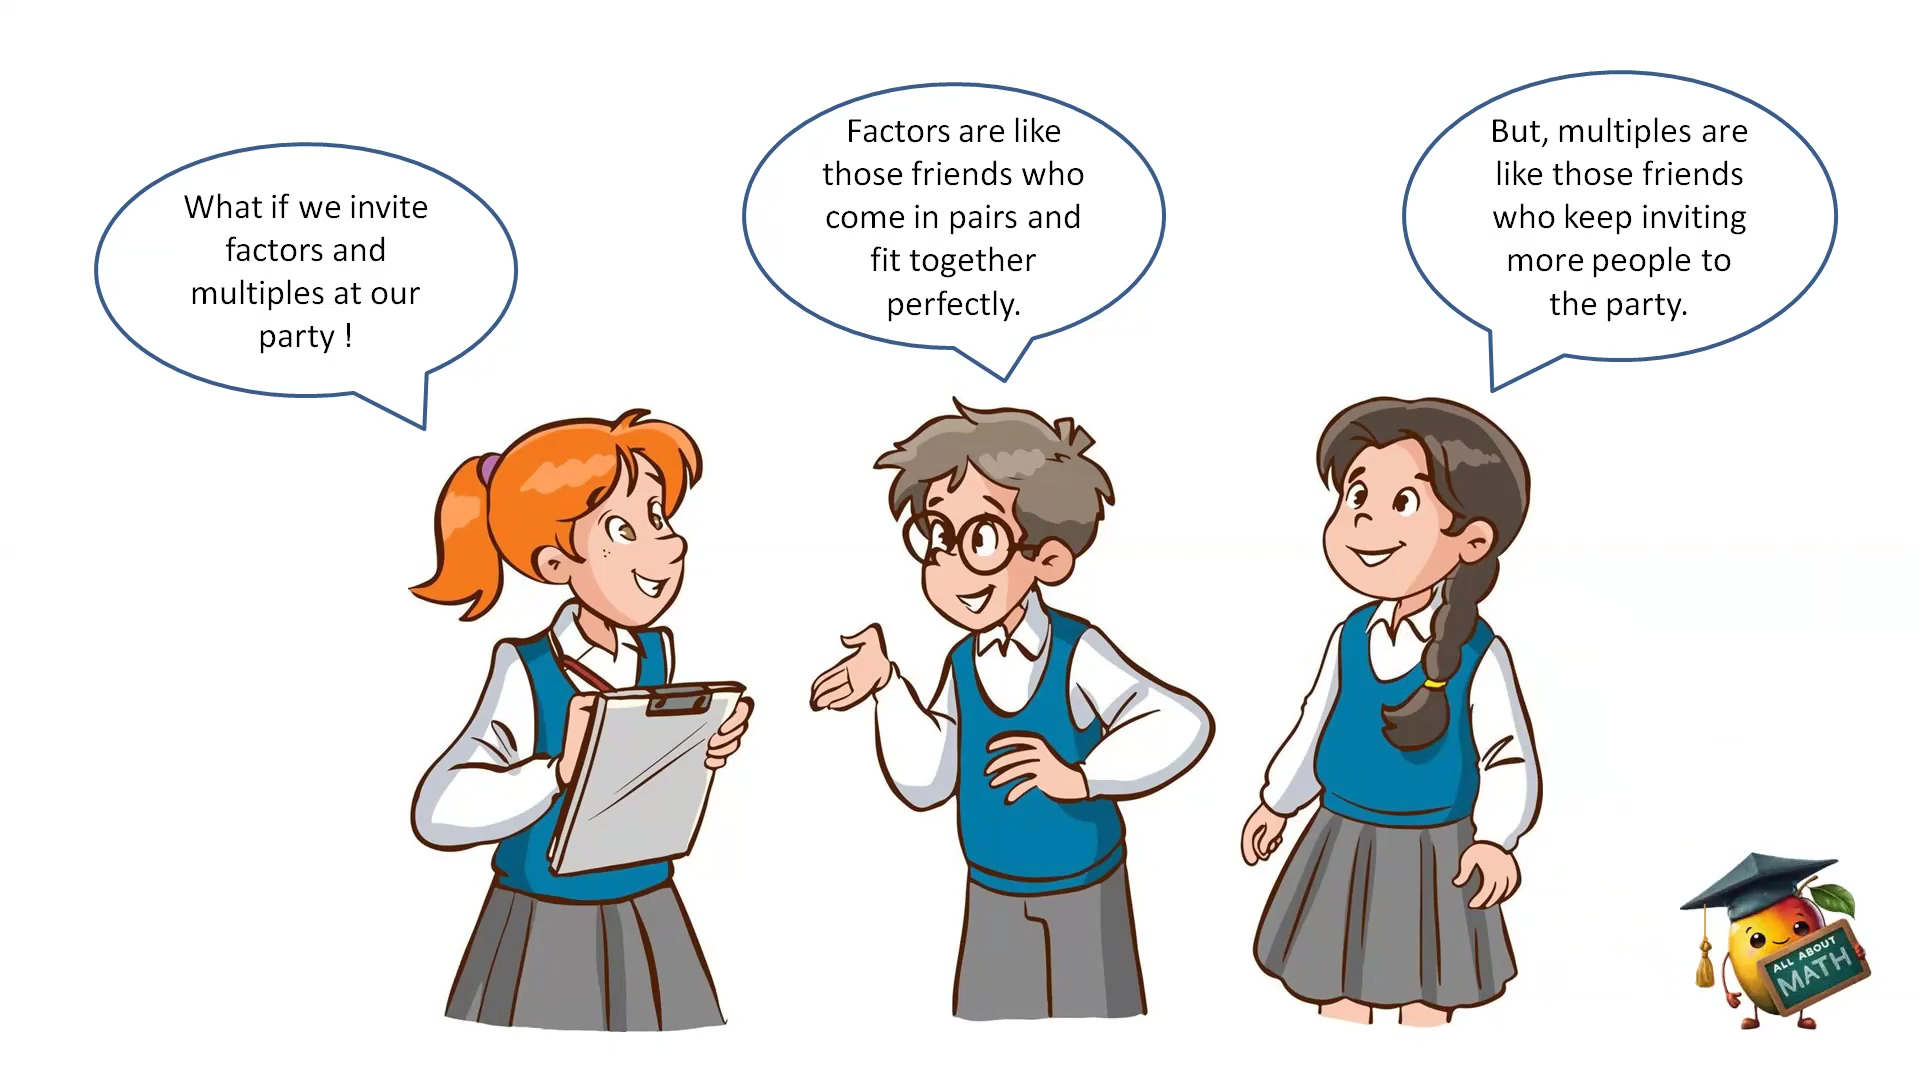 What if we invite
factors and
multiples at our
party !
Factors are like
those friends who
come in pairs and
fit together
perfectly.
But, multiples are
like those friends
who keep inviting
more people to
the party.
ALL ABOUT
MATH